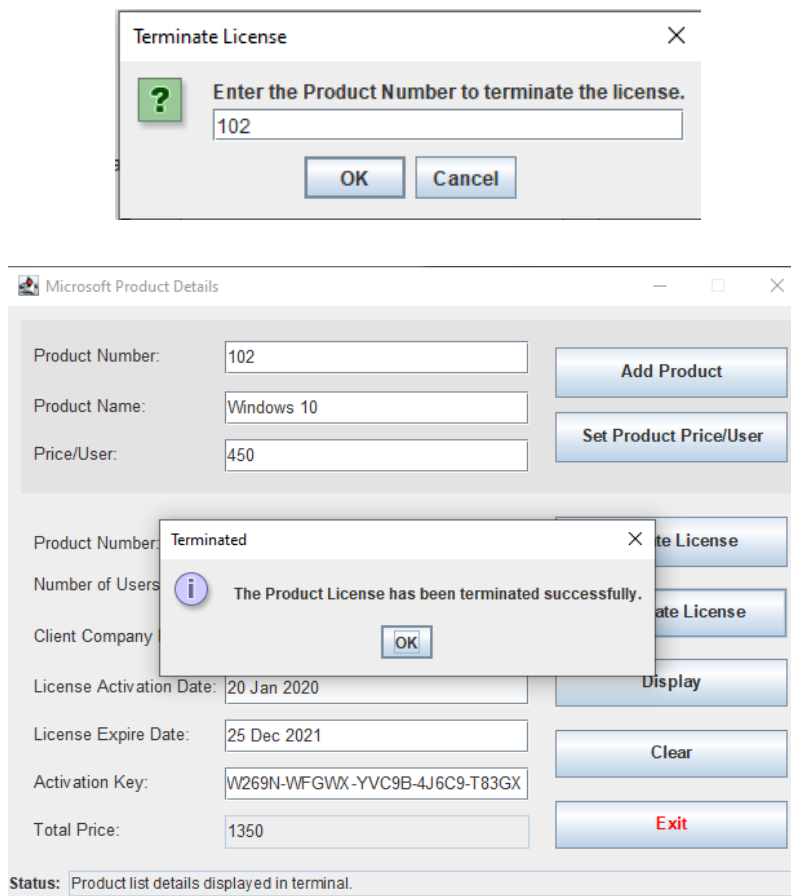 Terminate License
Enter the Product Number to terminate the license.
102
OK Cancel
Microsoft Product Details
Product Number: 102 Add Product
Product Name: Windows 10
Set Product Price/User
Price/User: 450
Product Number: te License
Terminated
Number of Users
The Product License has been terminated successfully.
ate License
Client Company
OK
License Activation Date: 20 Jan 2020 Display
License Expire Date: 25 Dec 2021
Clear
Activation Key: W269N-WFGWX-YVC9B-4J6C9-T83GX
Total Price: 1350 Exit
Status: Product list details displayed in terminal.